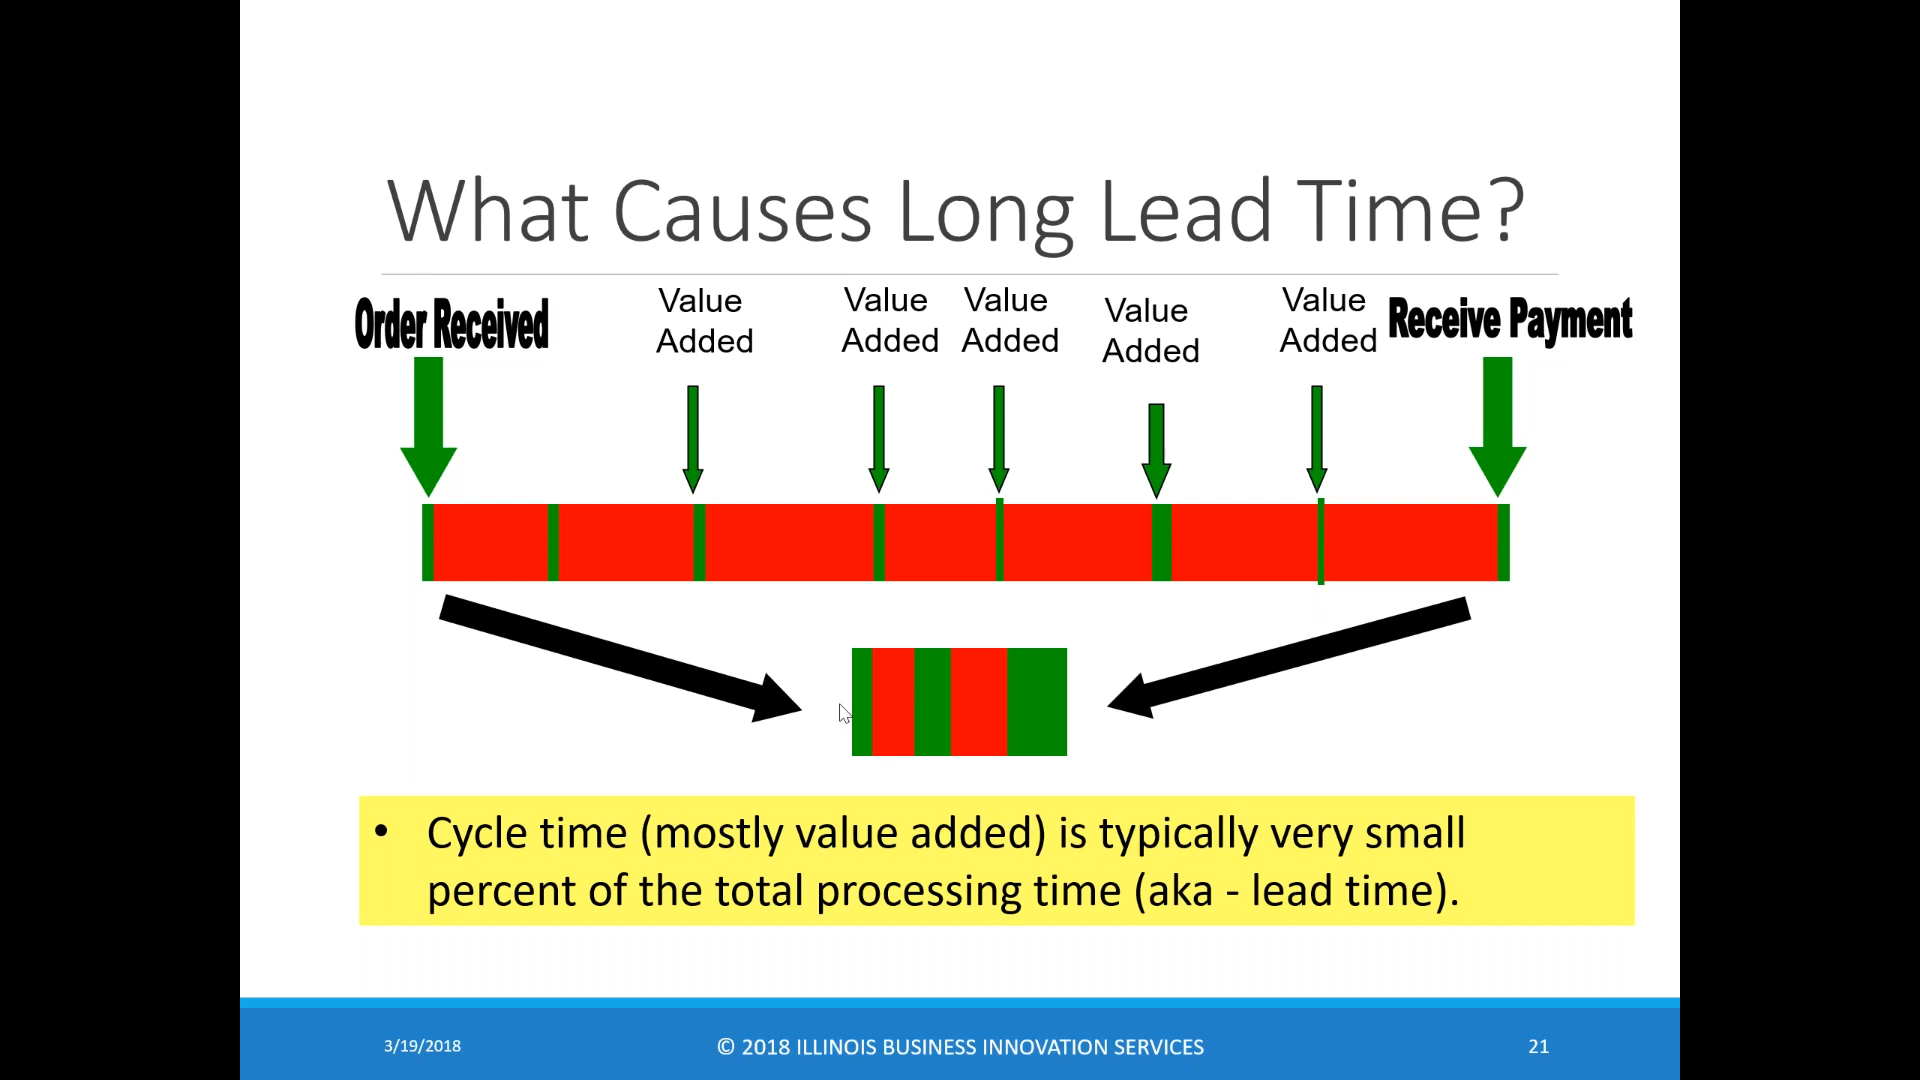 What Causes Long Lead Time?
Order Received
Value
Added
Value
Added
Value
Added
Value
Added
Value
Added
Receive Payment
• Cycle time (mostly value added) is typically very small
percent of the total processing time (aka - lead time).
3/19/2018
© 2018 ILLINOIS BUSINESS INNOVATION SERVICES
21